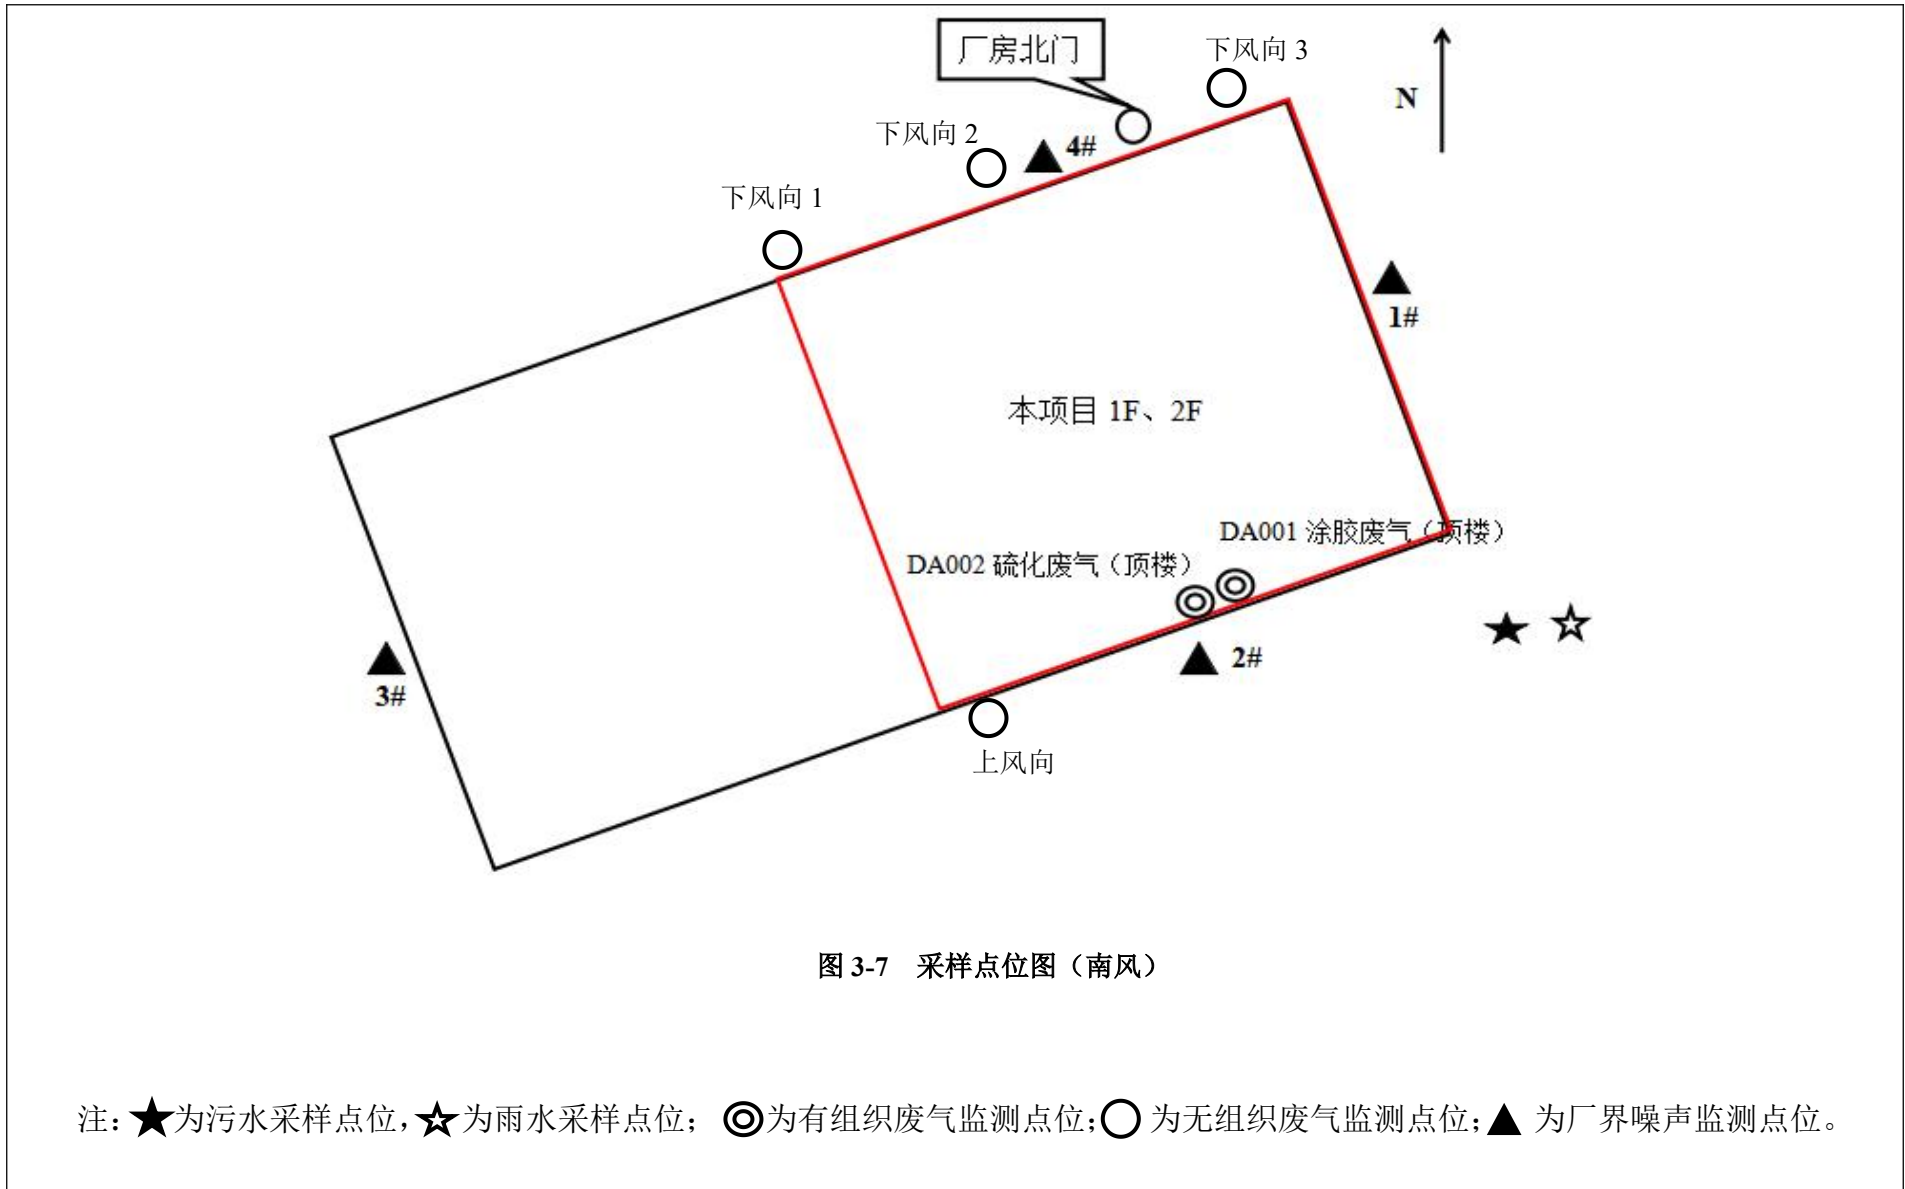 厂房北门
下风向 3
N
下风向 2
4#
下风向 1
1#
本项目 1F、2F
DA001 涂胶废气（顶楼）
DA002 硫化废气（顶楼）
2#
3#
上风向
图 3-7 采样点位图（南风）
注：★为污水采样点位，☆为雨水采样点位；◎为有组织废气监测点位；○为无组织废气监测点位；▲为厂界噪声监测点位。